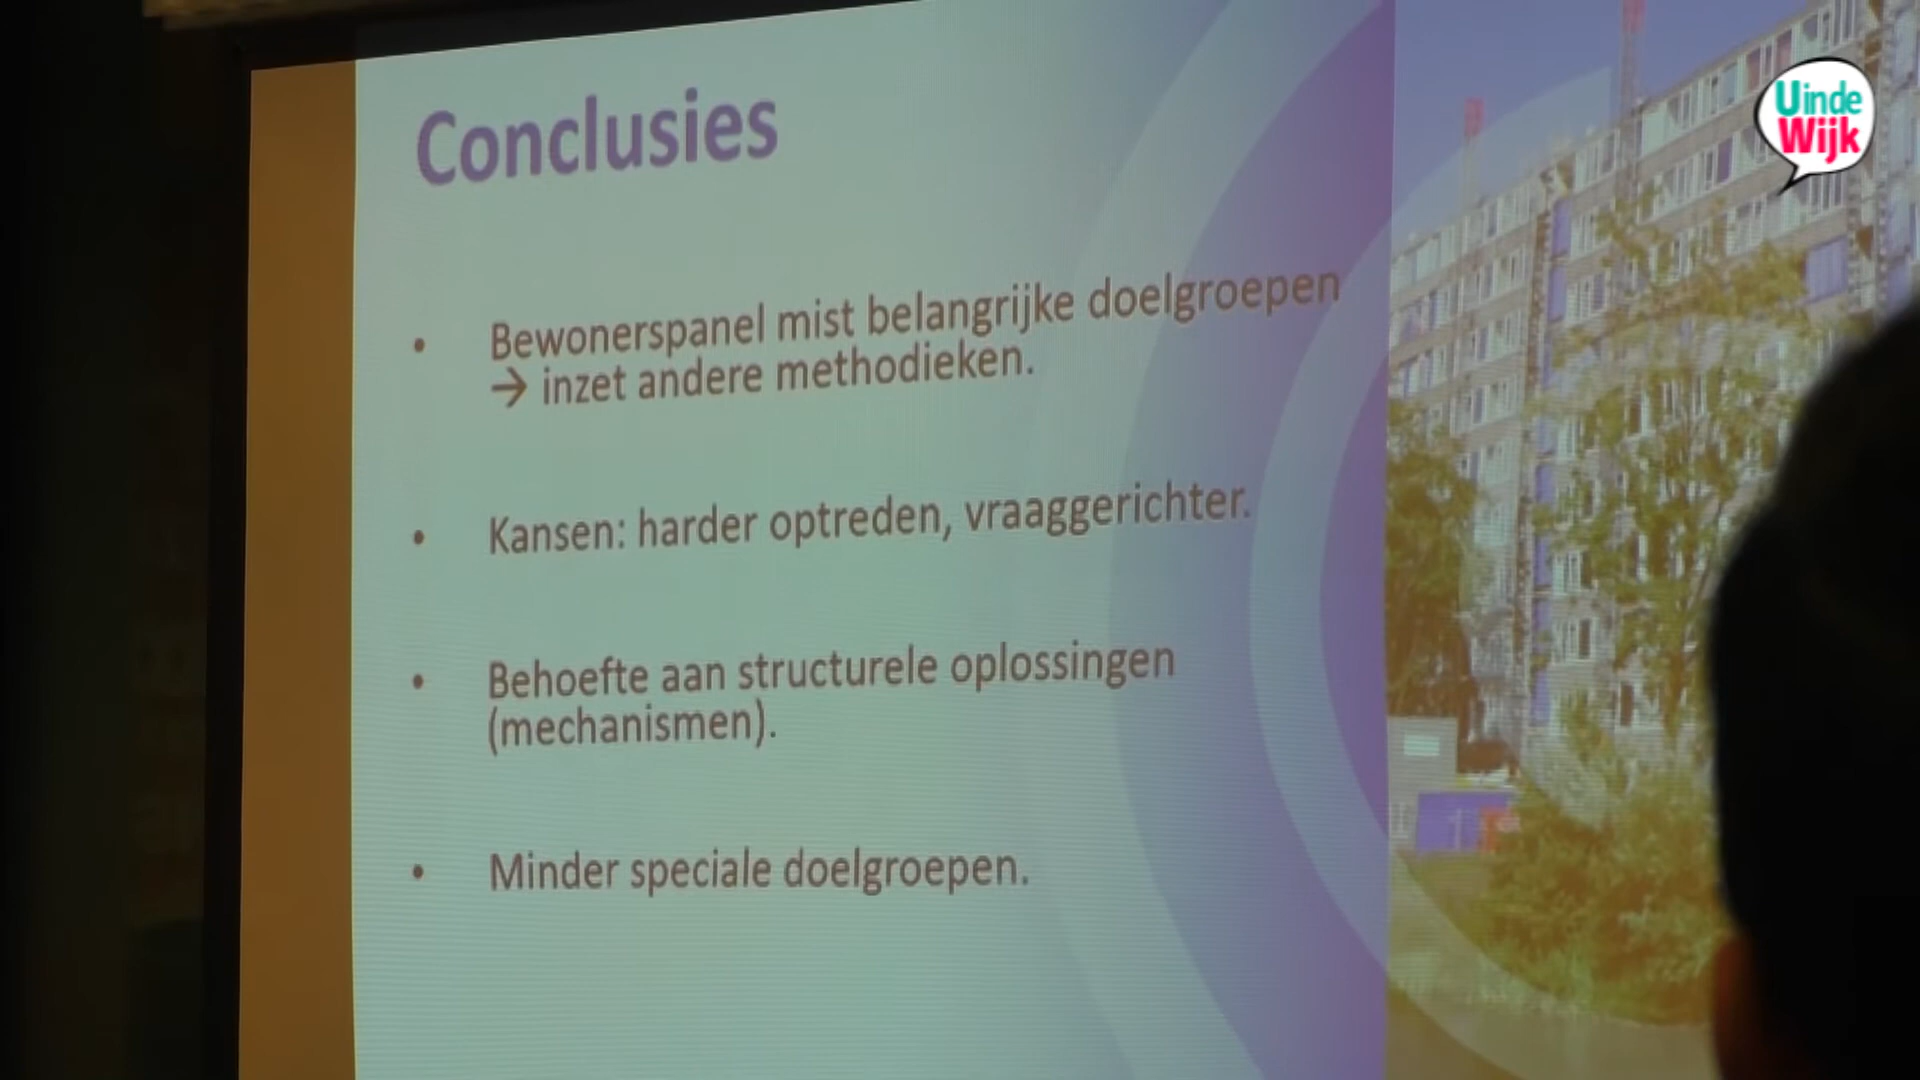 Conclusies
• Bewonerspanel mist belangrijke doelgroepen
→ inzet andere methodieken.
• Kansen: harder optreden, vraaggerichter.
• Behoefte aan structurele oplossingen
(mechanismen).
• Minder speciale doelgroepen.
Uinde
Wijk